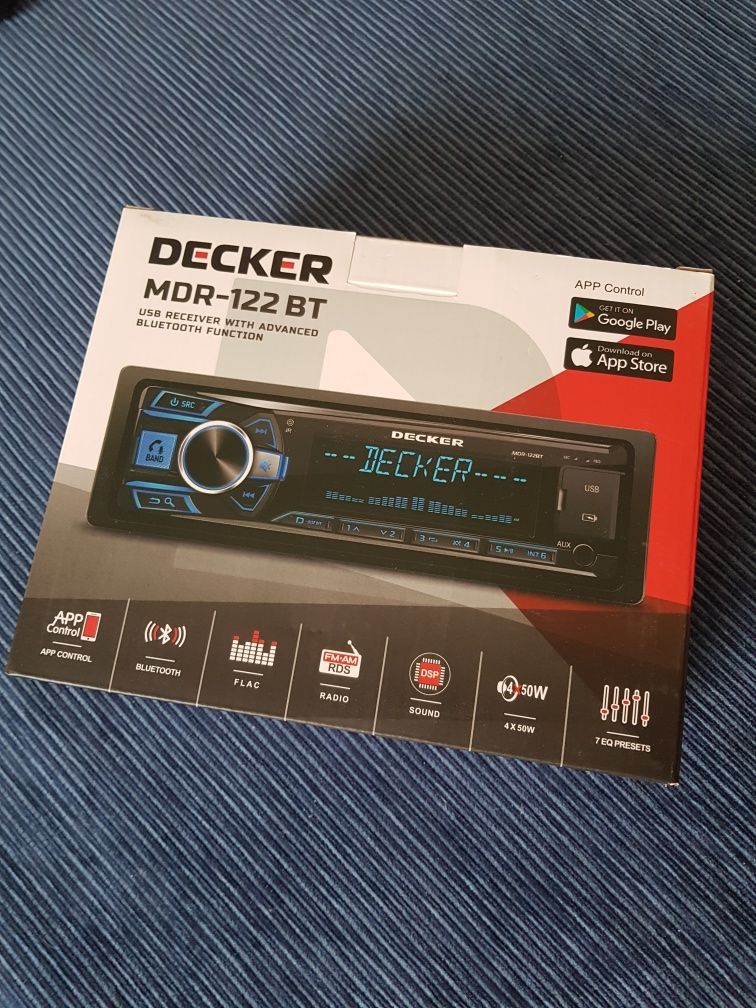 DECKER
MDR-122 BT
USB RECEIVER WITH ADVANCED
BLUETOOTH FUNCTION
APP Control
GET IT ON
Google Play
Download on
App Store
SRC
IR
BAND
DECKER
MDR-122BT
--DECKER---
USB
AUX
D
1
2
3
4
5
INT 6
APP
Control
APP CONTROL
BLUETOOTH
FLAC
FM·AM
RDS
RADIO
DSP
SOUND
4x50W
4 X 50W
7 EQ PRESETS